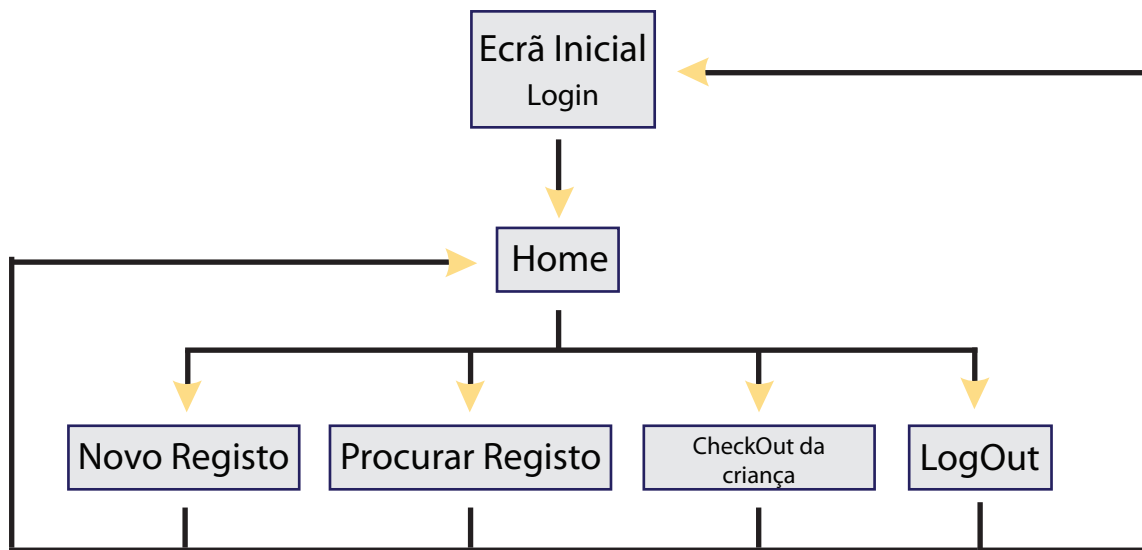 Ecrã Inicial
Login
Home
Novo Registo
Procurar Registo
CheckOut da
criança
LogOut